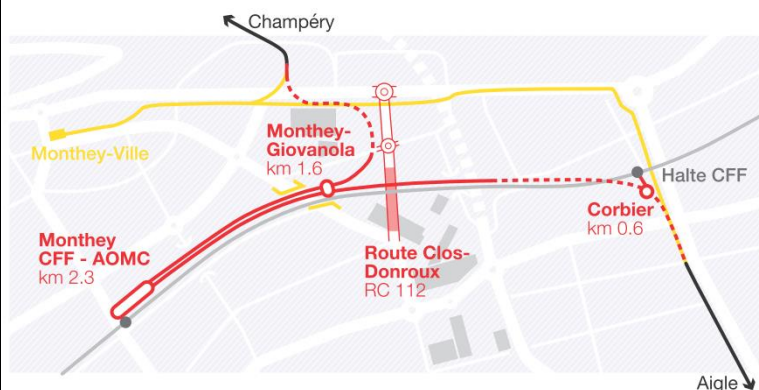 Champéry
Monthey-Ville
Monthey-
Giovanola
km 1.6
Halte CFF
Corbier
km 0.6
Monthey
CFF - AOMC
km 2.3
Route Clos-
Donroux
RC 112
Aigle